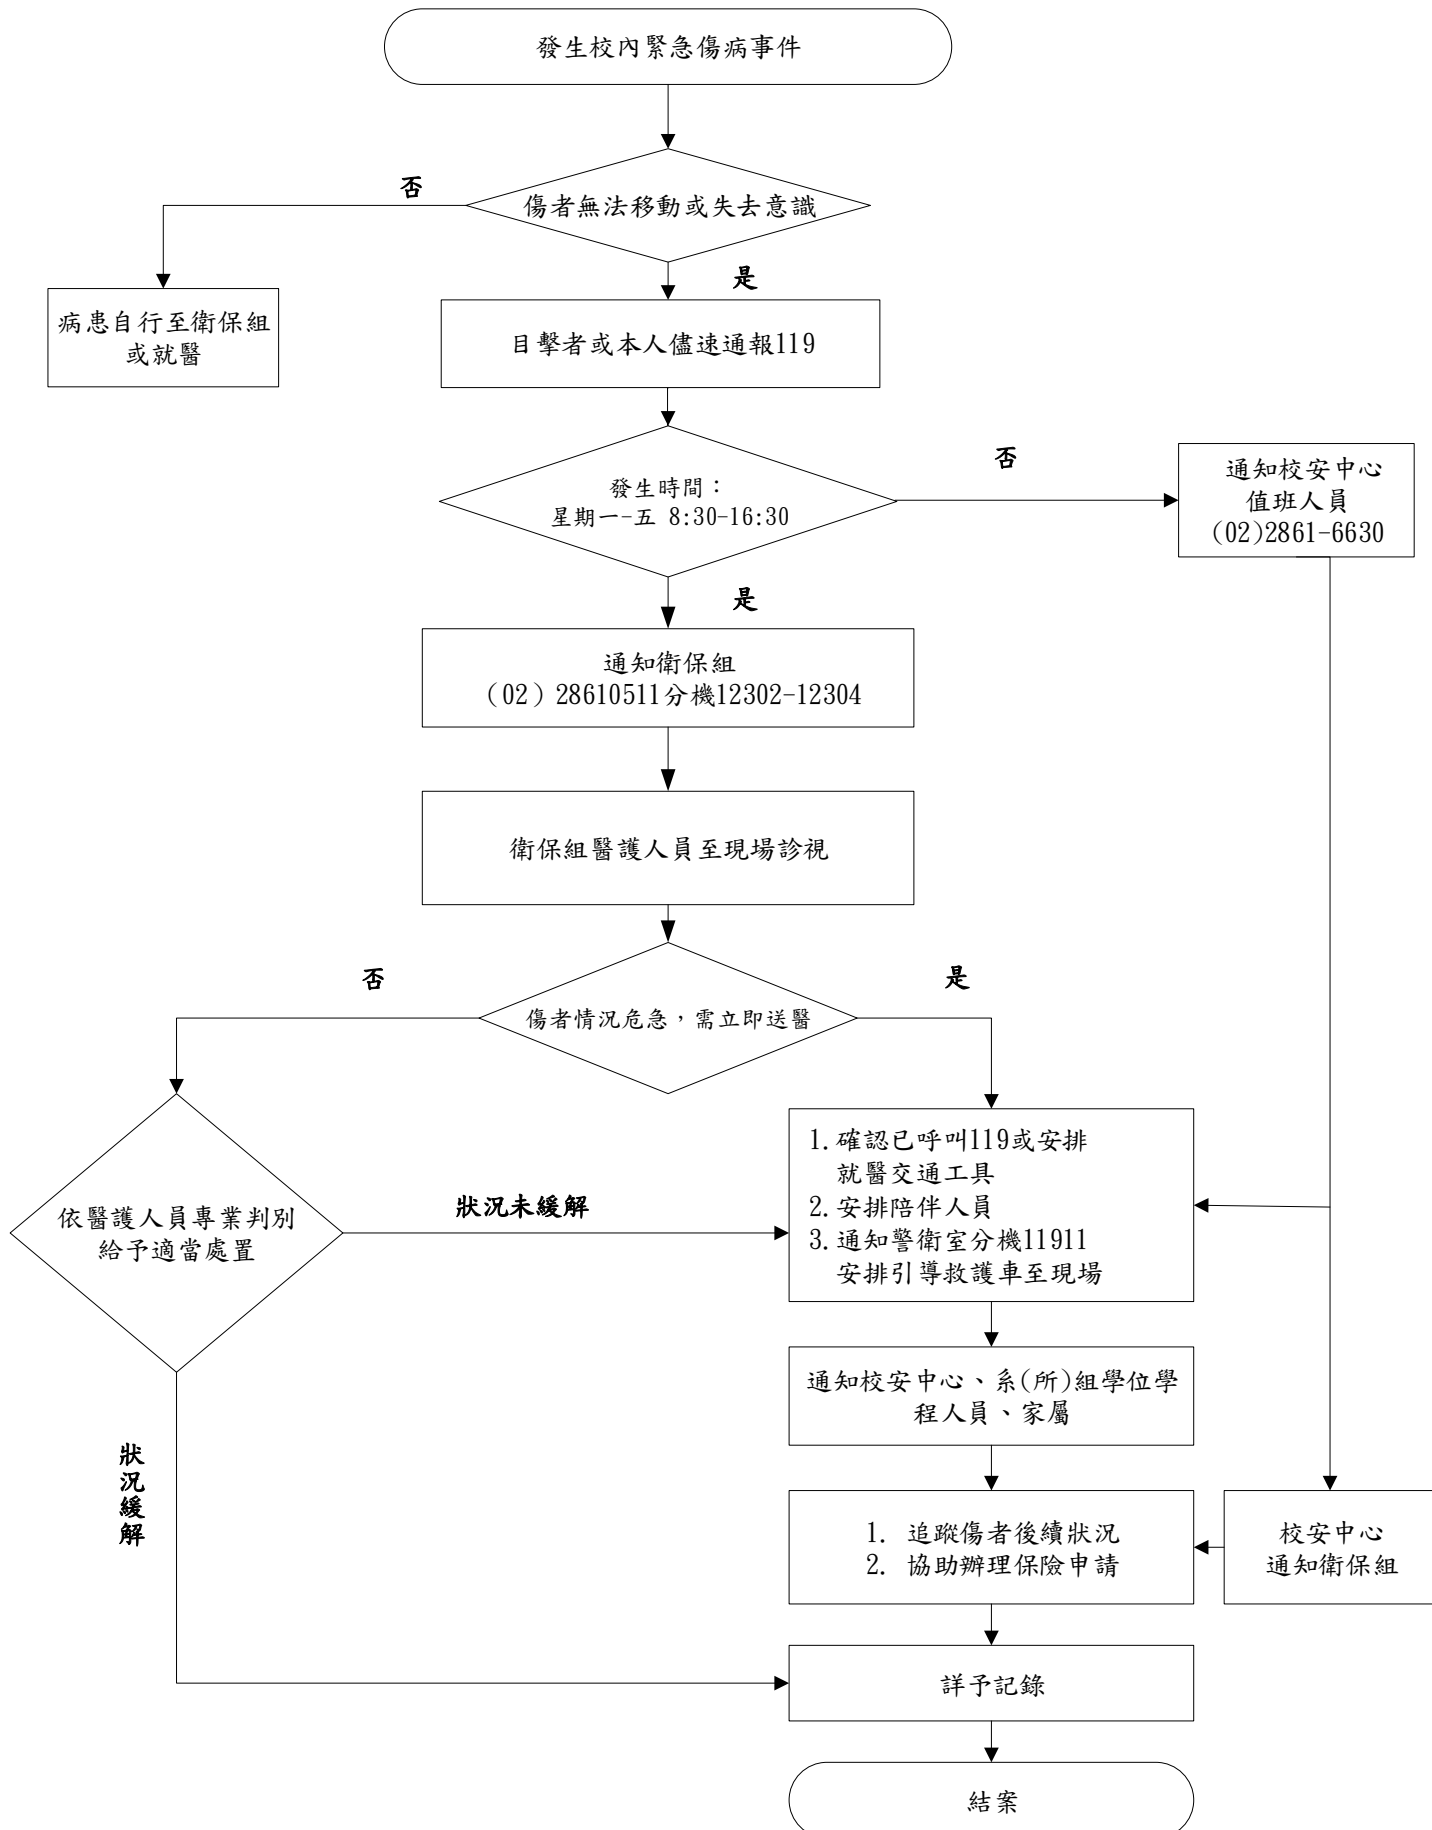 發生校內緊急傷病事件
傷者無法移動或失去意識
否
是
病患自行至衛保組
或就醫
目擊者或本人儘速通報119
發生時間：
星期一-五 8:30-16:30
否
通知校安中心
值班人員
(02)2861-6630
是
通知衛保組
（02）28610511分機12302-12304
衛保組醫護人員至現場診視
傷者情況危急，需立即送醫
否
是
依醫護人員專業判別
給予適當處置
狀況未緩解
1.確認已呼叫119或安排
就醫交通工具
2.安排陪伴人員
3.通知警衛室分機11911
安排引導救護車至現場
通知校安中心、系(所)組學位學
程人員、家屬
狀
況
緩
解
1. 追蹤傷者後續狀況
2. 協助辦理保險申請
校安中心
通知衛保組
詳予記錄
結案